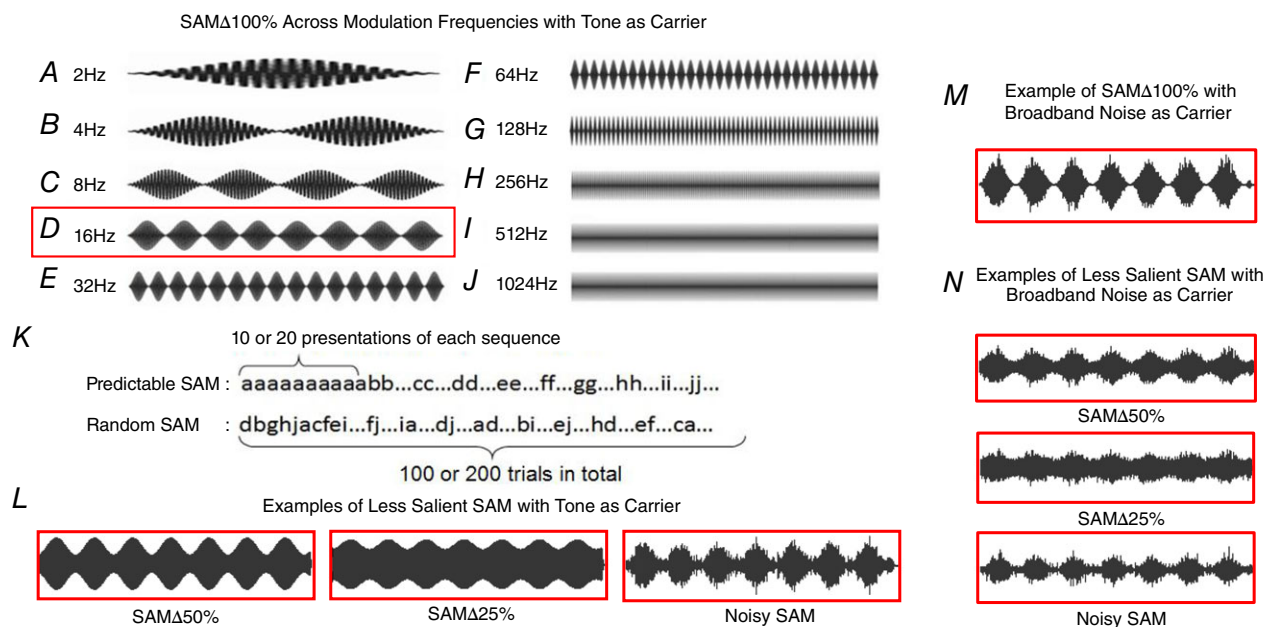 SAMΔ100% Across Modulation Frequencies with Tone as Carrier
A 2Hz
B 4Hz
C 8Hz
D 16Hz
E 32Hz
F 64Hz
G 128Hz
H 256Hz
I 512Hz
J 1024Hz
K
10 or 20 presentations of each sequence
Predictable SAM : aaaaaaaaaabb...cc...dd...ee...ff...gg...hh...ii...jj...
Random SAM : dbghjacfei...fj...ia...dj...ad...bi...ej...hd...ef...ca...
100 or 200 trials in total
L
Examples of Less Salient SAM with Tone as Carrier
SAMΔ50%
SAMΔ25%
Noisy SAM
M Example of SAMΔ100% with
Broadband Noise as Carrier
N Examples of Less Salient SAM with
Broadband Noise as Carrier
SAMΔ50%
SAMΔ25%
Noisy SAM